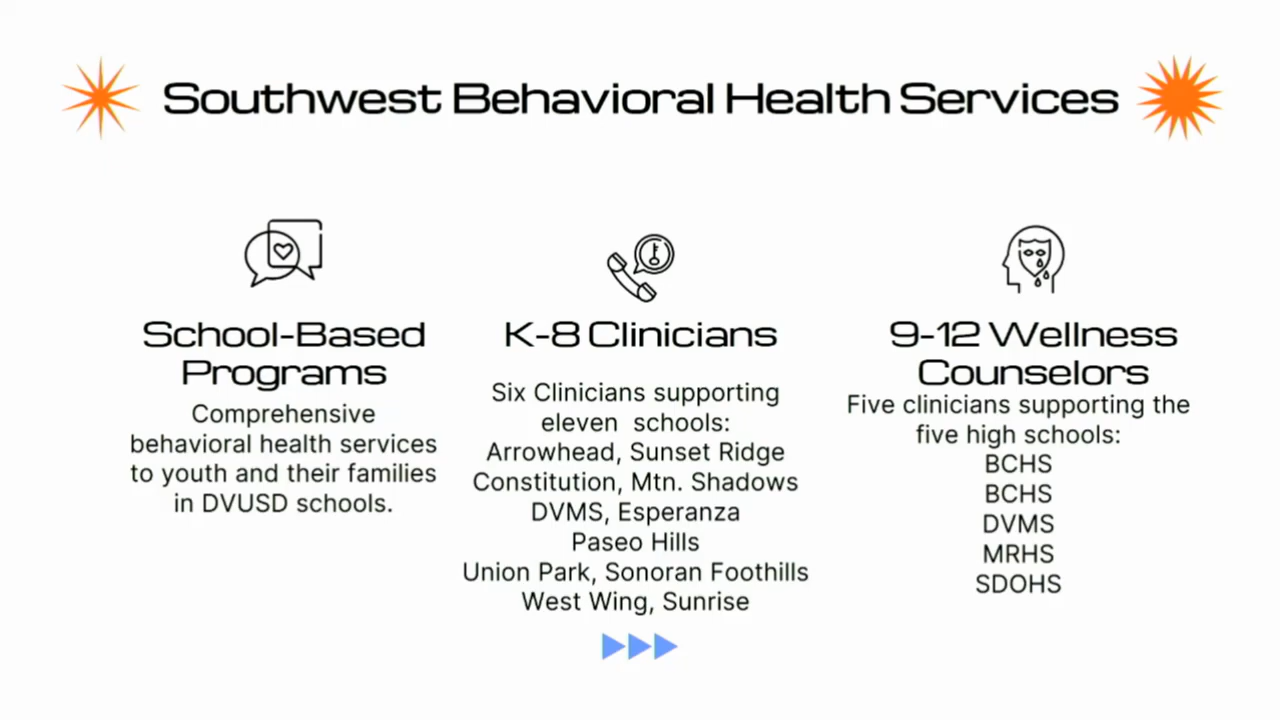 Southwest Behavioral Health Services
School-Based
Programs
Comprehensive
behavioral health services
to youth and their families
in DVUSD schools.
K-8 Clinicians
Six Clinicians supporting
eleven schools:
Arrowhead, Sunset Ridge
Constitution, Mtn. Shadows
DVMS, Esperanza
Paseo Hills
Union Park, Sonoran Foothills
West Wing, Sunrise
9-12 Wellness
Counselors
Five clinicians supporting the
five high schools:
BCHS
BCHS
DVMS
MRHS
SDOHS